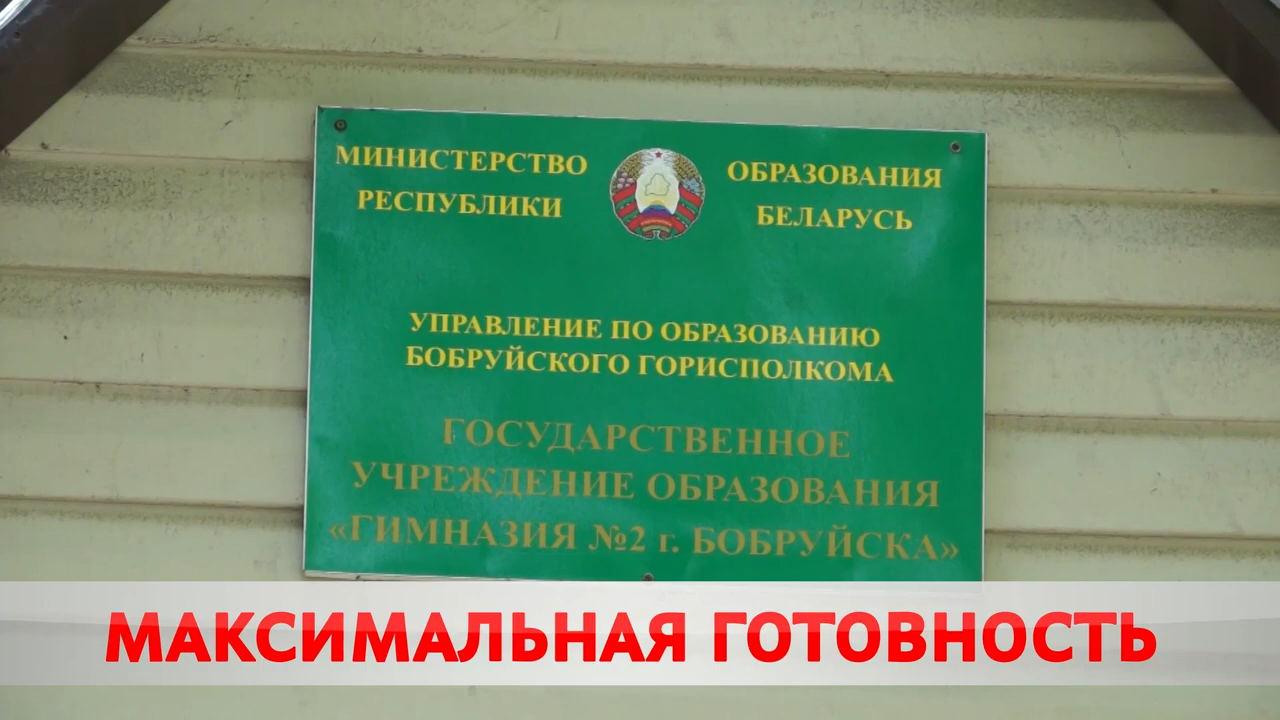 МИНИСТЕРСТВО ОБРАЗОВАНИЯ
РЕСПУБЛИКИ БЕЛАРУСЬ
УПРАВЛЕНИЕ ПО ОБРАЗОВАНИЮ
БОБРУЙСКОГО ГОРИСПОЛКОМА
ГОСУДАРСТВЕННОЕ
УЧРЕЖДЕНИЕ ОБРАЗОВАНИЯ
«ГИМНАЗИЯ №2 г. БОБРУЙСКА»
МАКСИМАЛЬНАЯ ГОТОВНОСТЬ